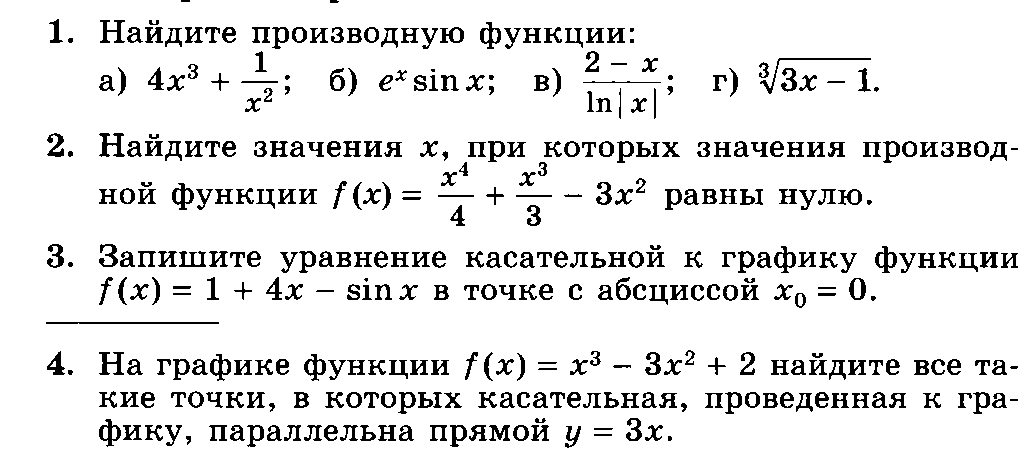 1. Найдите производную функции:
а) 4x³ + 1/x²; б) eˣ sin x; в) (2 – x)/ln|x|; г) ∛(3x – 1).
2. Найдите значения x, при которых значения производ-
ной функции f(x) = x⁴/4 + x³/3 – 3x² равны нулю.
3. Запишите уравнение касательной к графику функции
f(x) = 1 + 4x – sin x в точке с абсциссой x₀ = 0.
4. На графике функции f(x) = x³ – 3x² + 2 найдите все та-
кие точки, в которых касательная, проведенная к гра-
фику, параллельна прямой y = 3x.